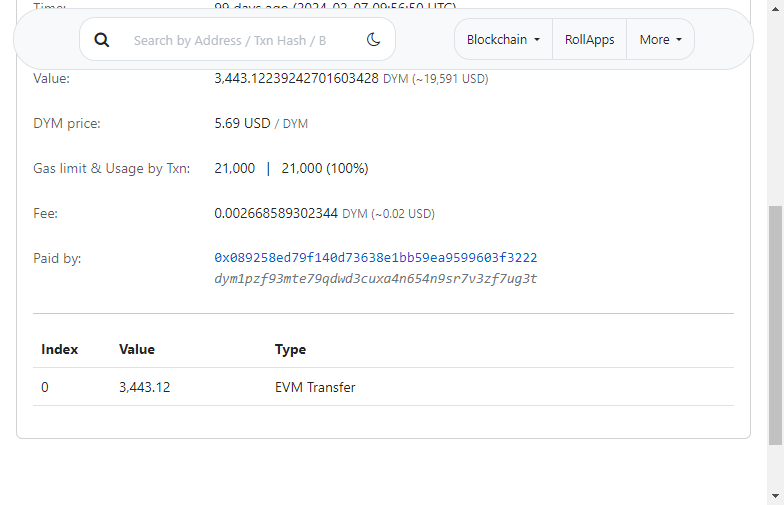 Time: 99 days ago (2024-02-07 09:56:50 UTC)
Search by Address / Txn Hash / B
Blockchain RollApps More
Value: 3,443.12239242701603428 DYM (~19,591 USD)
DYM price: 5.69 USD / DYM
Gas limit & Usage by Txn: 21,000 | 21,000 (100%)
Fee: 0.002668589302344 DYM (~0.02 USD)
Paid by: 0x089258ed79f140d73638e1bb59ea9599603f3222
dym1pzf93mte79qdwd3cuxa4n654n9sr7v3zf7ug3t
Index Value Type
0 3,443.12 EVM Transfer